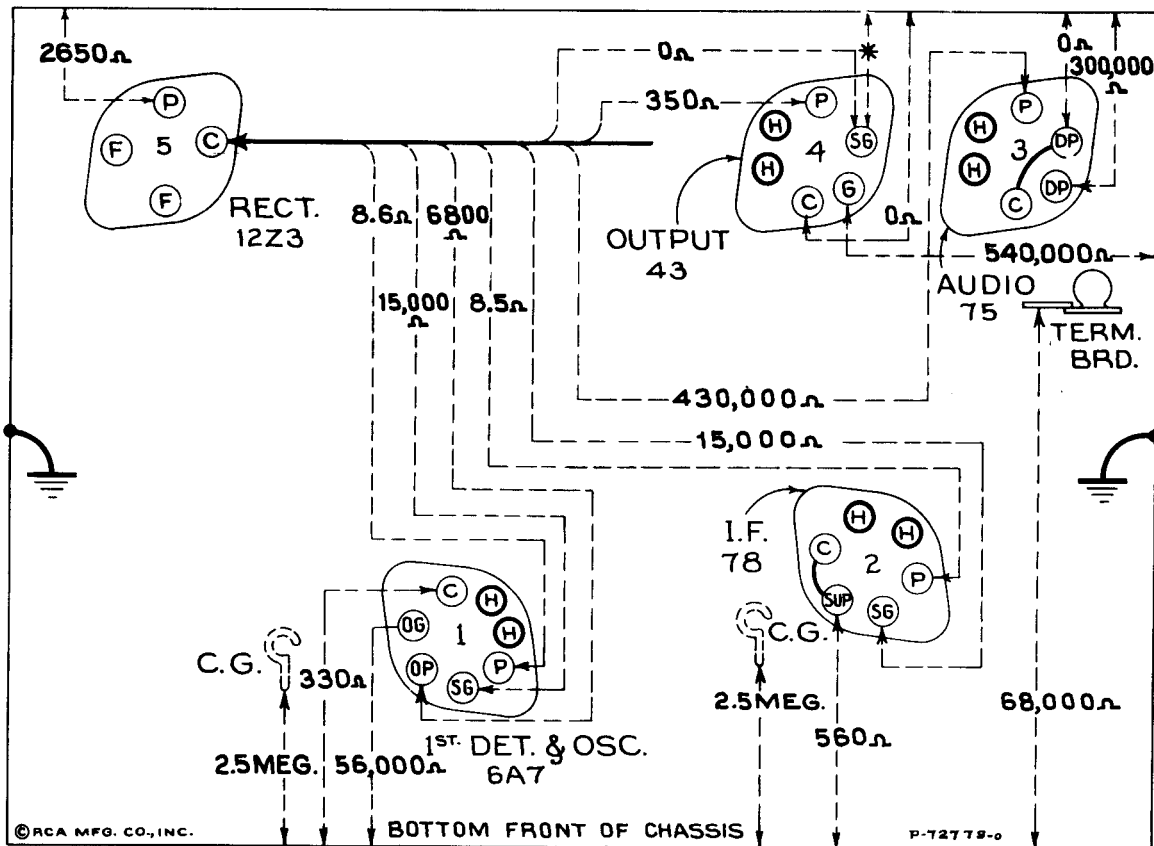 2650Ω
0Ω
*
0Ω
300,000
350Ω
P
5
F
C
F
RECT.
12Z3
P
H
4
SG
H
C
G
OUTPUT
43
0Ω
P
H
3
DP
H
DP
C
540,000Ω
AUDIO
75
TERM.
BRD.
8.6Ω
6800
Ω
15,000
Ω
8.5Ω
430,000Ω
15,000Ω
I.F.
78
H
H
C
2
P
SUP
SG
C.G.
2.5MEG.
560Ω
68,000Ω
C
H
OG
1
H
OP
SG
P
C.G.
330Ω
1ST. DET. & OSC.
6A7
2.5MEG.
56,000Ω
©RCA MFG. CO., INC.
BOTTOM FRONT OF CHASSIS
P-72778-0